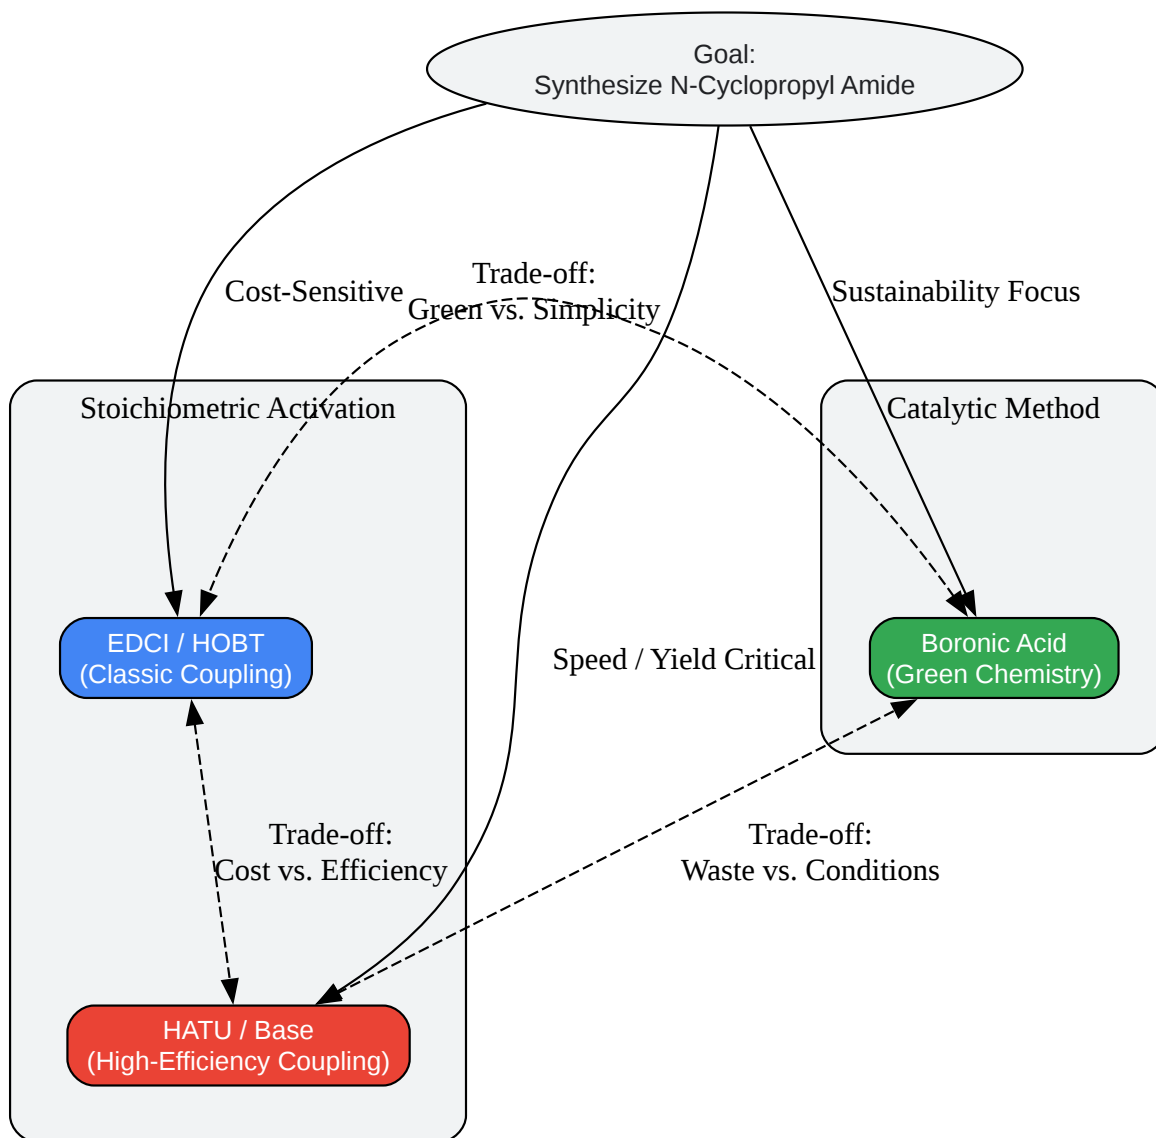 Goal:
Synthesize N-Cyclopropyl Amide
Cost-Sensitive
Trade-off:
Green vs. Simplicity
Sustainability Focus
Stoichiometric Activation
Catalytic Method
EDCI / HOBT
(Classic Coupling)
Speed / Yield Critical
Boronic Acid
(Green Chemistry)
Trade-off:
Cost vs. Efficiency
Trade-off:
Waste vs. Conditions
HATU / Base
(High-Efficiency Coupling)